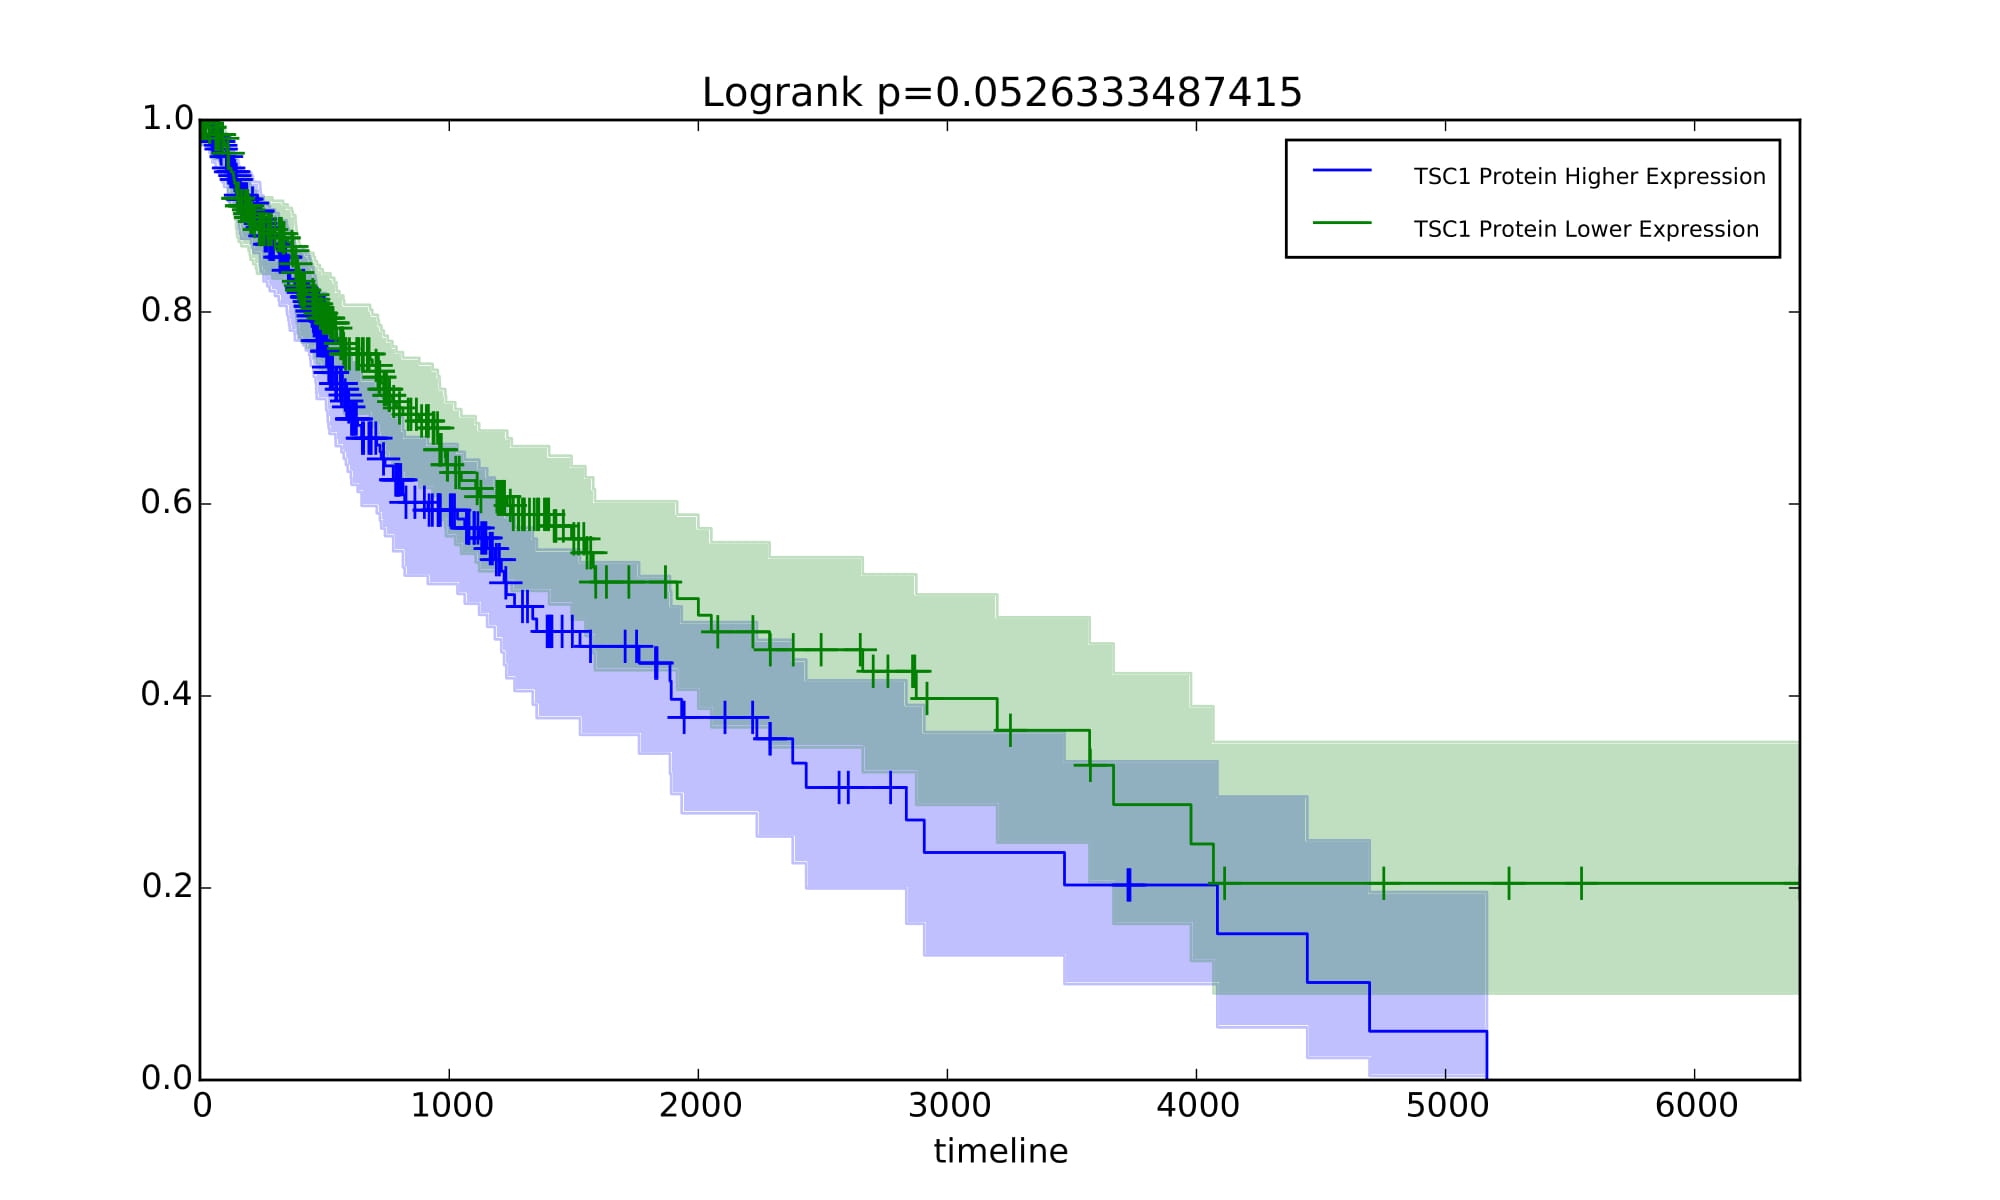 Logrank p=0.0526333487415
1.0
0.8
0.6
0.4
0.2
0.0
TSC1 Protein Higher Expression
TSC1 Protein Lower Expression
0 1000 2000 3000 4000 5000 6000
timeline